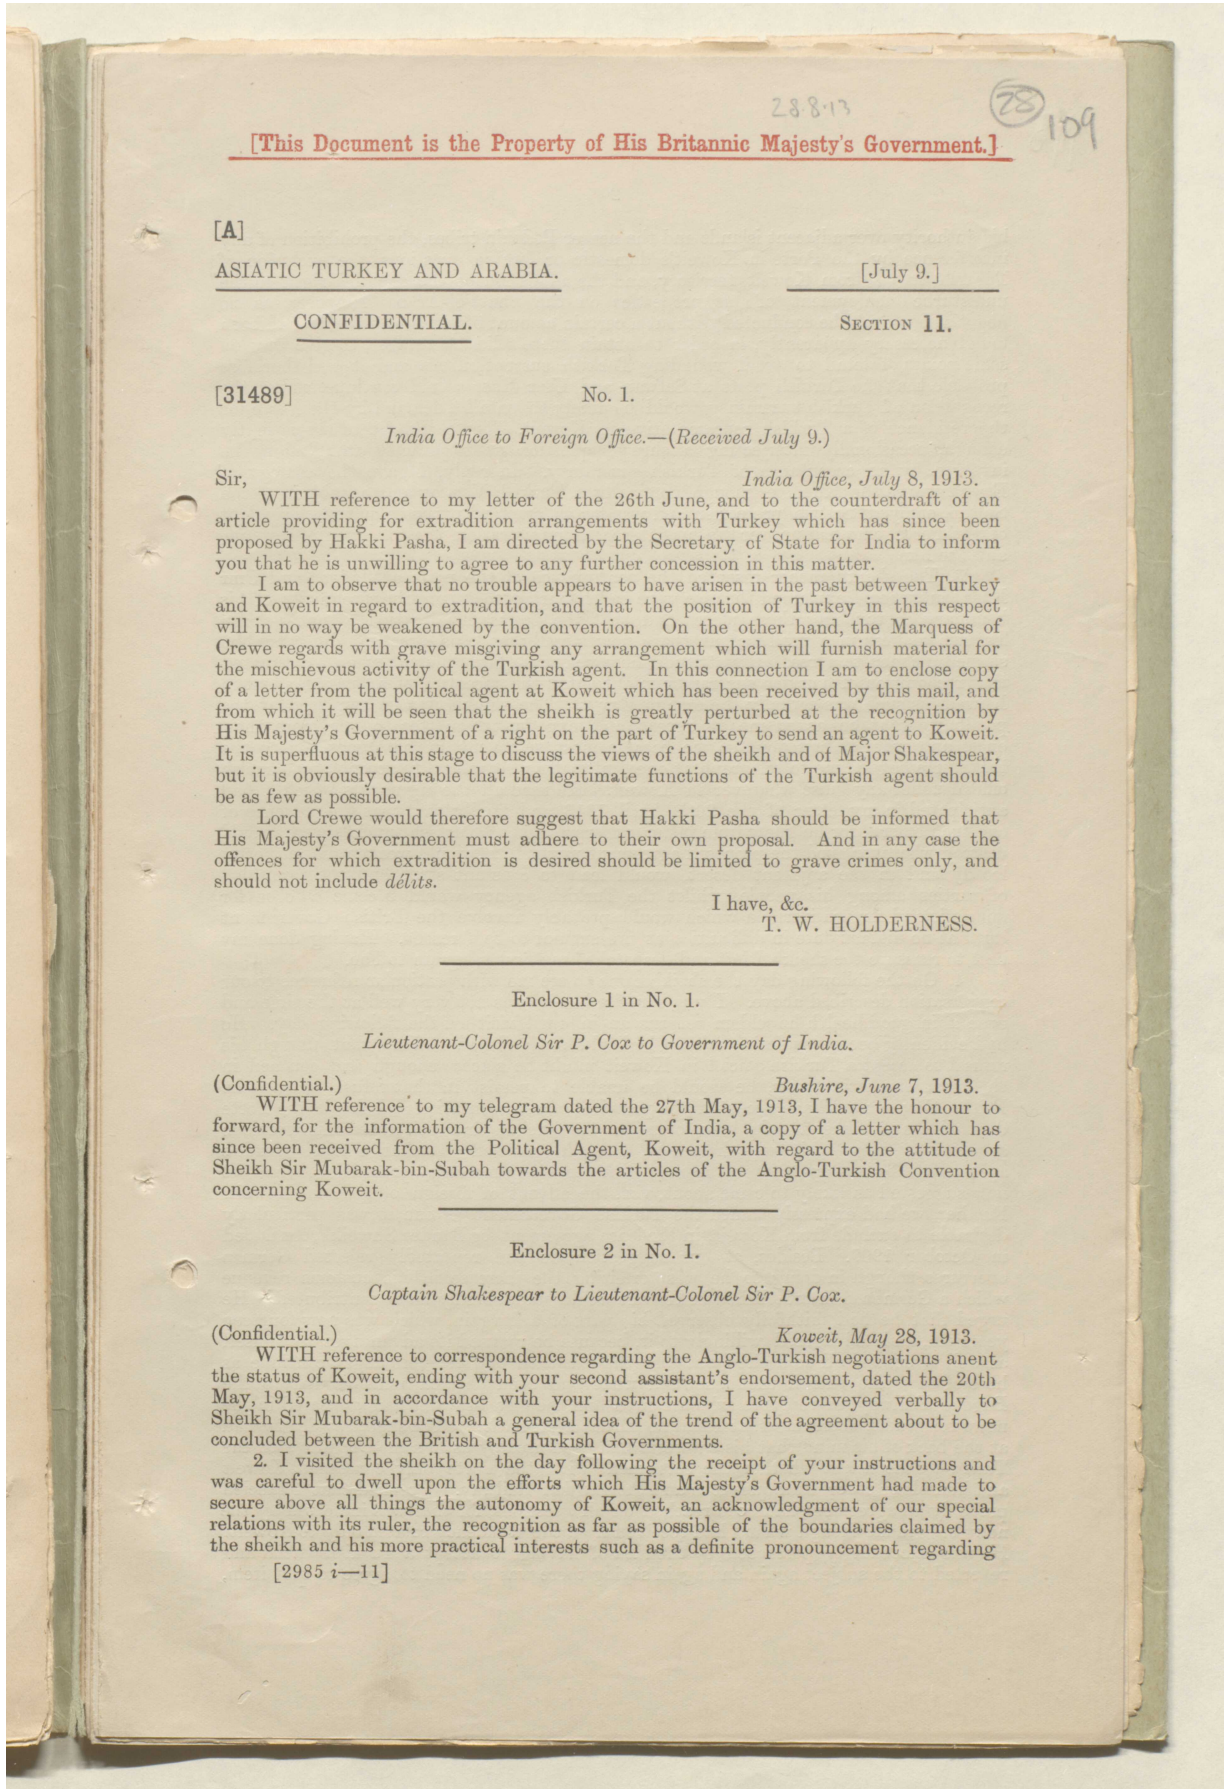 28.8.13
28
109
[This Document is the Property of His Britannic Majesty's Government.]
[A]
ASIATIC TURKEY AND ARABIA.
[July 9.]
CONFIDENTIAL.
SECTION 11.
[31489]
No. 1.
India Office to Foreign Office.—(Received July 9.)
Sir,
India Office, July 8, 1913.
WITH reference to my letter of the 26th June, and to the counterdraft of an
article providing for extradition arrangements with Turkey which has since been
proposed by Hakki Pasha, I am directed by the Secretary of State for India to inform
you that he is unwilling to agree to any further concession in this matter.
I am to observe that no trouble appears to have arisen in the past between Turkey
and Koweit in regard to extradition, and that the position of Turkey in this respect
will in no way be weakened by the convention. On the other hand, the Marquess of
Crewe regards with grave misgiving any arrangement which will furnish material for
the mischievous activity of the Turkish agent. In this connection I am to enclose copy
of a letter from the political agent at Koweit which has been received by this mail, and
from which it will be seen that the sheikh is greatly perturbed at the recognition by
His Majesty's Government of a right on the part of Turkey to send an agent to Koweit.
It is superfluous at this stage to discuss the views of the sheikh and of Major Shakespear,
but it is obviously desirable that the legitimate functions of the Turkish agent should
be as few as possible.
Lord Crewe would therefore suggest that Hakki Pasha should be informed that
His Majesty's Government must adhere to their own proposal. And in any case the
offences for which extradition is desired should be limited to grave crimes only, and
should not include délits.
I have, &c.
T. W. HOLDERNESS.
Enclosure 1 in No. 1.
Lieutenant-Colonel Sir P. Cox to Government of India.
(Confidential.)
Bushire, June 7, 1913.
WITH reference to my telegram dated the 27th May, 1913, I have the honour to
forward, for the information of the Government of India, a copy of a letter which has
since been received from the Political Agent, Koweit, with regard to the attitude of
Sheikh Sir Mubarak-bin-Subah towards the articles of the Anglo-Turkish Convention
concerning Koweit.
Enclosure 2 in No. 1.
Captain Shakespear to Lieutenant-Colonel Sir P. Cox.
(Confidential.)
Koweit, May 28, 1913.
WITH reference to correspondence regarding the Anglo-Turkish negotiations anent
the status of Koweit, ending with your second assistant's endorsement, dated the 20th
May, 1913, and in accordance with your instructions, I have conveyed verbally to
Sheikh Sir Mubarak-bin-Subah a general idea of the trend of the agreement about to be
concluded between the British and Turkish Governments.
2. I visited the sheikh on the day following the receipt of your instructions and
was careful to dwell upon the efforts which His Majesty's Government had made to
secure above all things the autonomy of Koweit, an acknowledgment of our special
relations with its ruler, the recognition as far as possible of the boundaries claimed by
the sheikh and his more practical interests such as a definite pronouncement regarding
[2985 i—11]